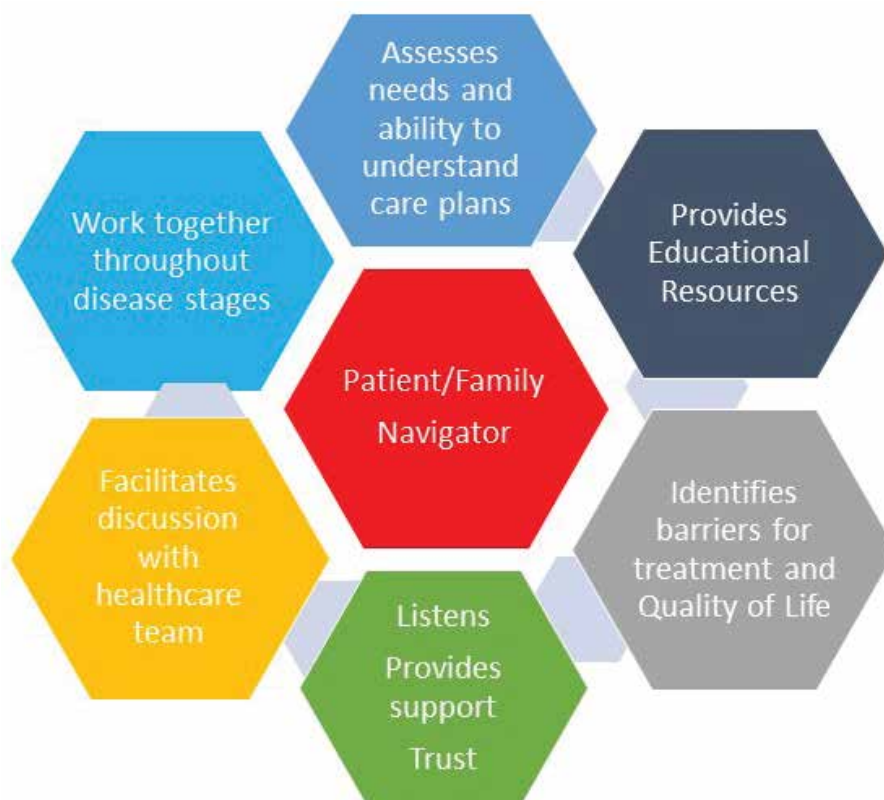 Assesses
needs and
ability to
understand
care plans
Provides
Educational
Resources
Work together
throughout
disease stages
Patient/Family
Navigator
Identifies
barriers for
treatment and
Quality of Life
Facilitates
discussion
with
healthcare
team
Listens
Provides
support
Trust